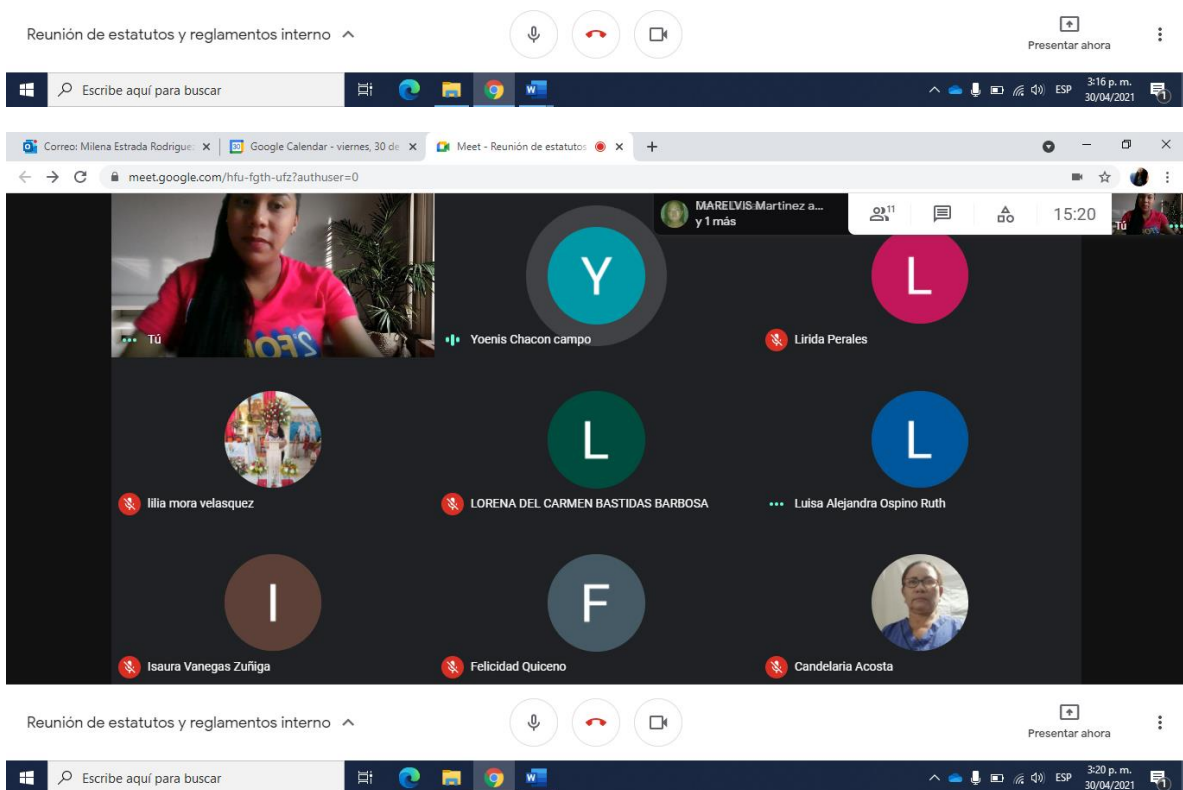 Reunión de estatutos y reglamentos interno
Presentar ahora
Escribe aquí para buscar
ESP
3:16 p. m.
30/04/2021
1
Correo: Milena Estrada Rodrigue
Google Calendar - viernes, 30 de
Meet - Reunión de estatutos
meet.google.com/hfu-fgth-ufz?authuser=0
Martinez a...
y 1 más
11
15:20
Tú
Tú
Y
Yoenis Chacon campo
L
Lirida Perales
lilia mora velasquez
L
LORENA DEL CARMEN BASTIDAS BARBOSA
L
Luisa Alejandra Ospino Ruth
I
Isaura Vanegas Zuñiga
F
Felicidad Quiceno
Candelaria Acosta
Reunión de estatutos y reglamentos interno
Presentar ahora
Escribe aquí para buscar
ESP
3:20 p. m.
30/04/2021
1